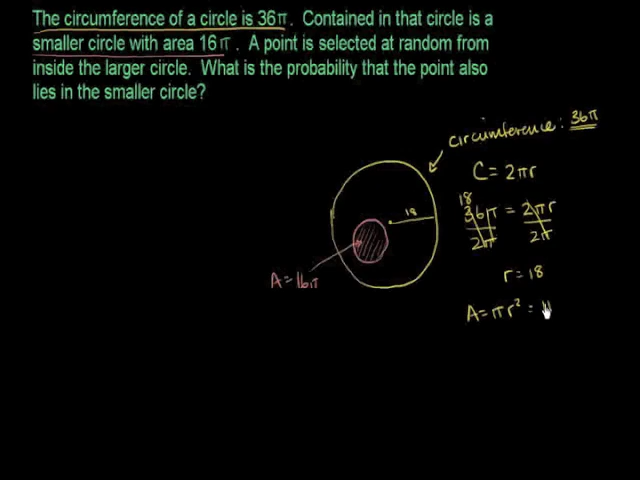 The circumference of a circle is 36π. Contained in that circle is a
smaller circle with area 16π. A point is selected at random from
inside the larger circle. What is the probability that the point also
lies in the smaller circle?
circumference: 36π
C = 2πr
18
18
36π = 2πr
2π 2π
r = 18
A = 16π
A = πr² =